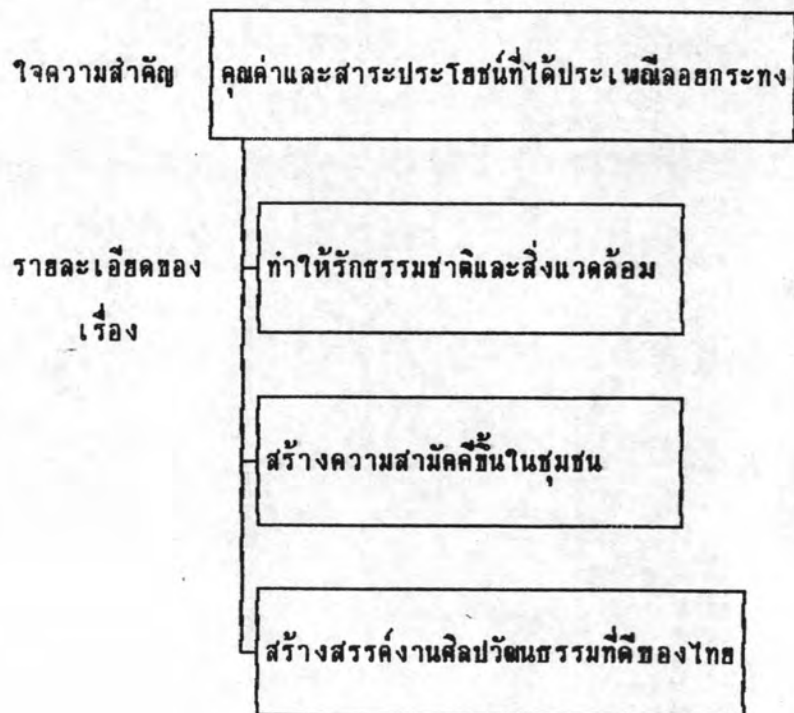 ใจความสำคัญ
คุณค่าและสาระประโยชน์ที่ได้ประเพณีลอยกระทง
รายละเอียดของ
เรื่อง
ทำให้รักธรรมชาติและสิ่งแวดล้อม
สร้างความสามัคคีขึ้นในชุมชน
สร้างสรรค์งานศิลปวัฒนธรรมที่ดีของไทย